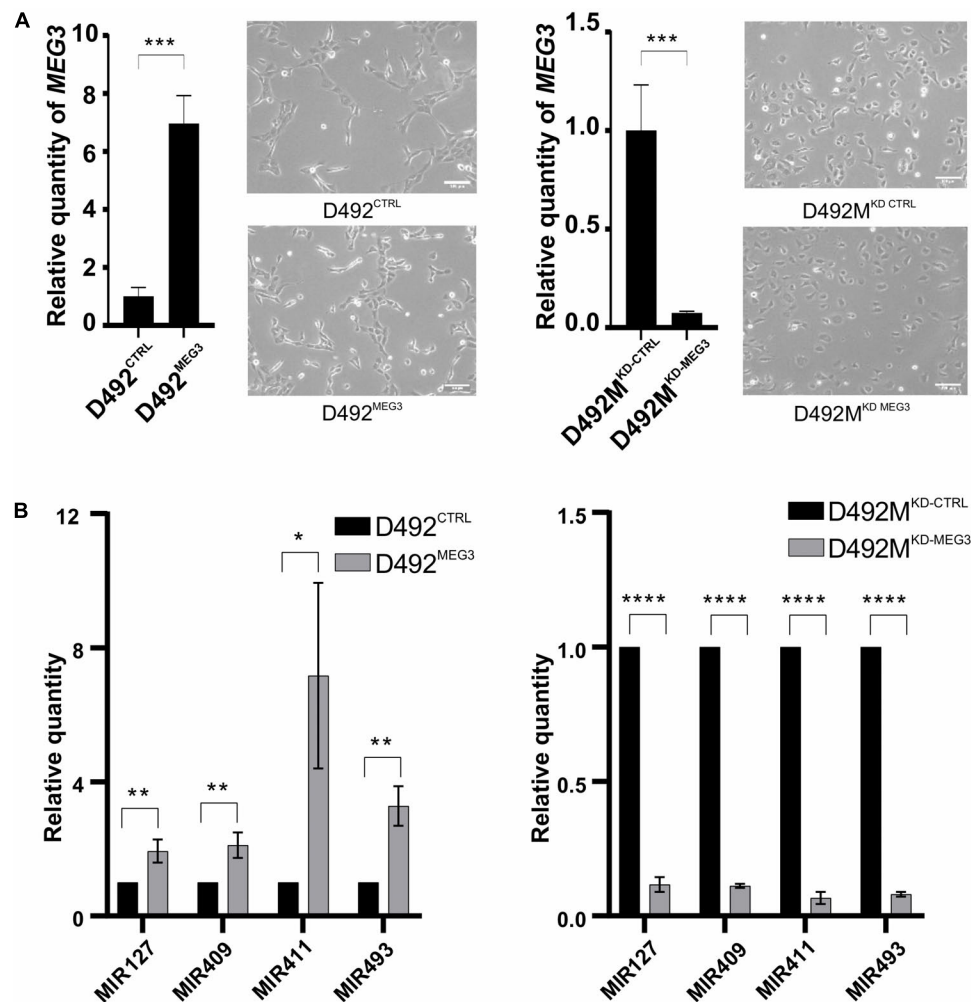 A
Relative quantity of MEG3
10
8
6
4
2
0
***
D492CTRL
D492MEG3
D492CTRL
D492MEG3
Relative quantity of MEG3
1.5
1.0
0.5
0.0
***
D492MKD-CTRL
D492MKD-MEG3
D492MKD CTRL
D492MKD MEG3
B
Relative quantity
12
8
4
0
D492CTRL
D492MEG3
**
**
*
**
MIR127
MIR409
MIR411
MIR493
Relative quantity
1.5
1.0
0.5
0.0
D492MKD-CTRL
D492MKD-MEG3
****
****
****
****
MIR127
MIR409
MIR411
MIR493